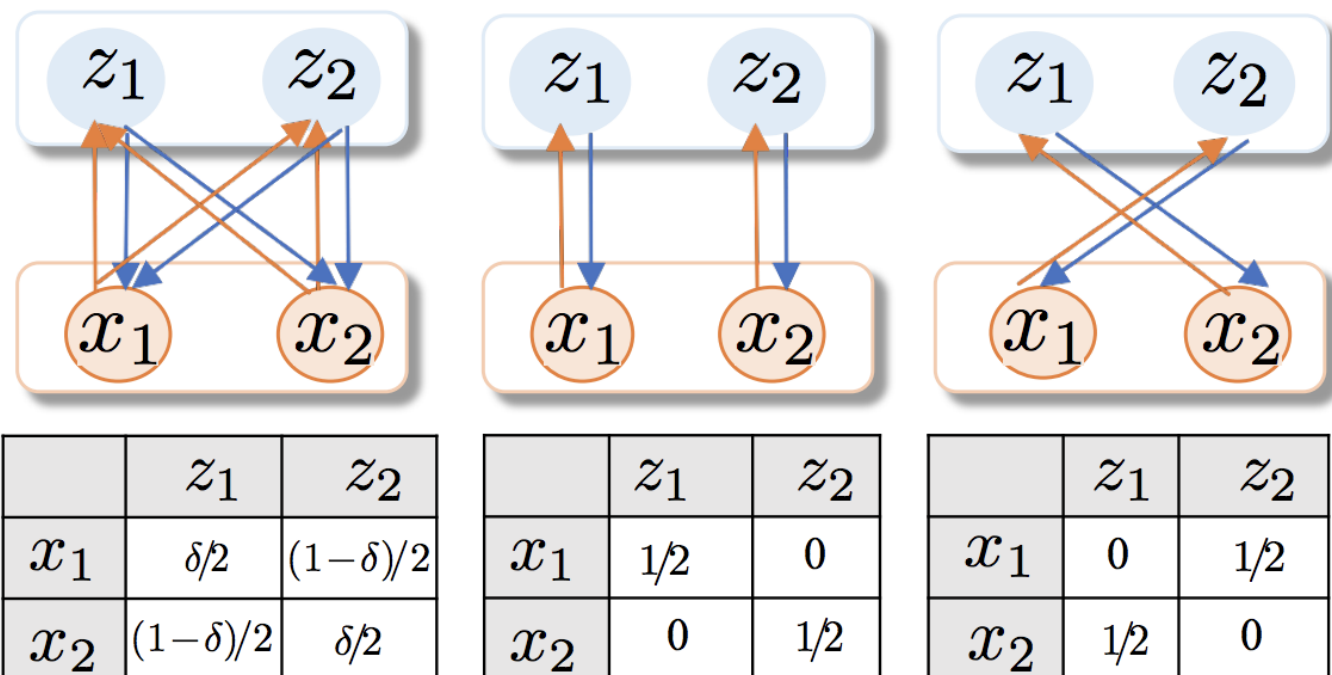 z1 z2 z1 z2 z1 z2
x1 x2 x1 x2 x1 x2
z1 z2 z1 z2 z1 z2
x1 δ/2 (1−δ)/2 x1 1/2 0 x1 0 1/2
x2 (1−δ)/2 δ/2 x2 0 1/2 x2 1/2 0